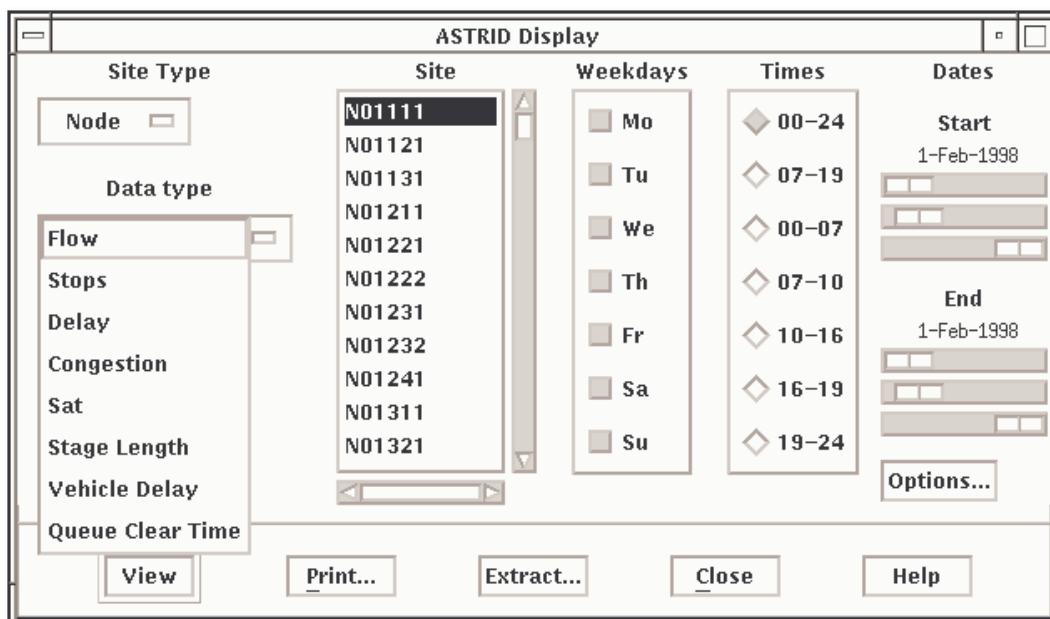 ASTRID Display
Site Type
Node
Data type
Flow
Stops
Delay
Congestion
Sat
Stage Length
Vehicle Delay
Queue Clear Time
Site
N01111
N01121
N01131
N01211
N01221
N01222
N01231
N01232
N01241
N01311
N01321
Weekdays
Mo
Tu
We
Th
Fr
Sa
Su
Times
00-24
07-19
00-07
07-10
10-16
16-19
19-24
Dates
Start
1-Feb-1998
End
1-Feb-1998
Options...
View
Print...
Extract...
Close
Help